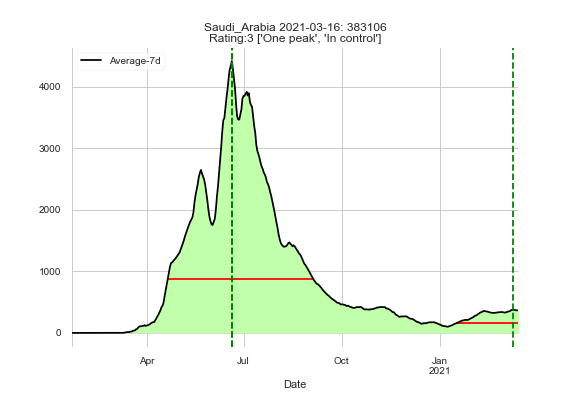 Saudi_Arabia 2021-03-16: 383106
Rating:3 ['One peak', 'In control']
Average-7d
4000
3000
2000
1000
0
Apr
Jul
Oct
Jan
2021
Date